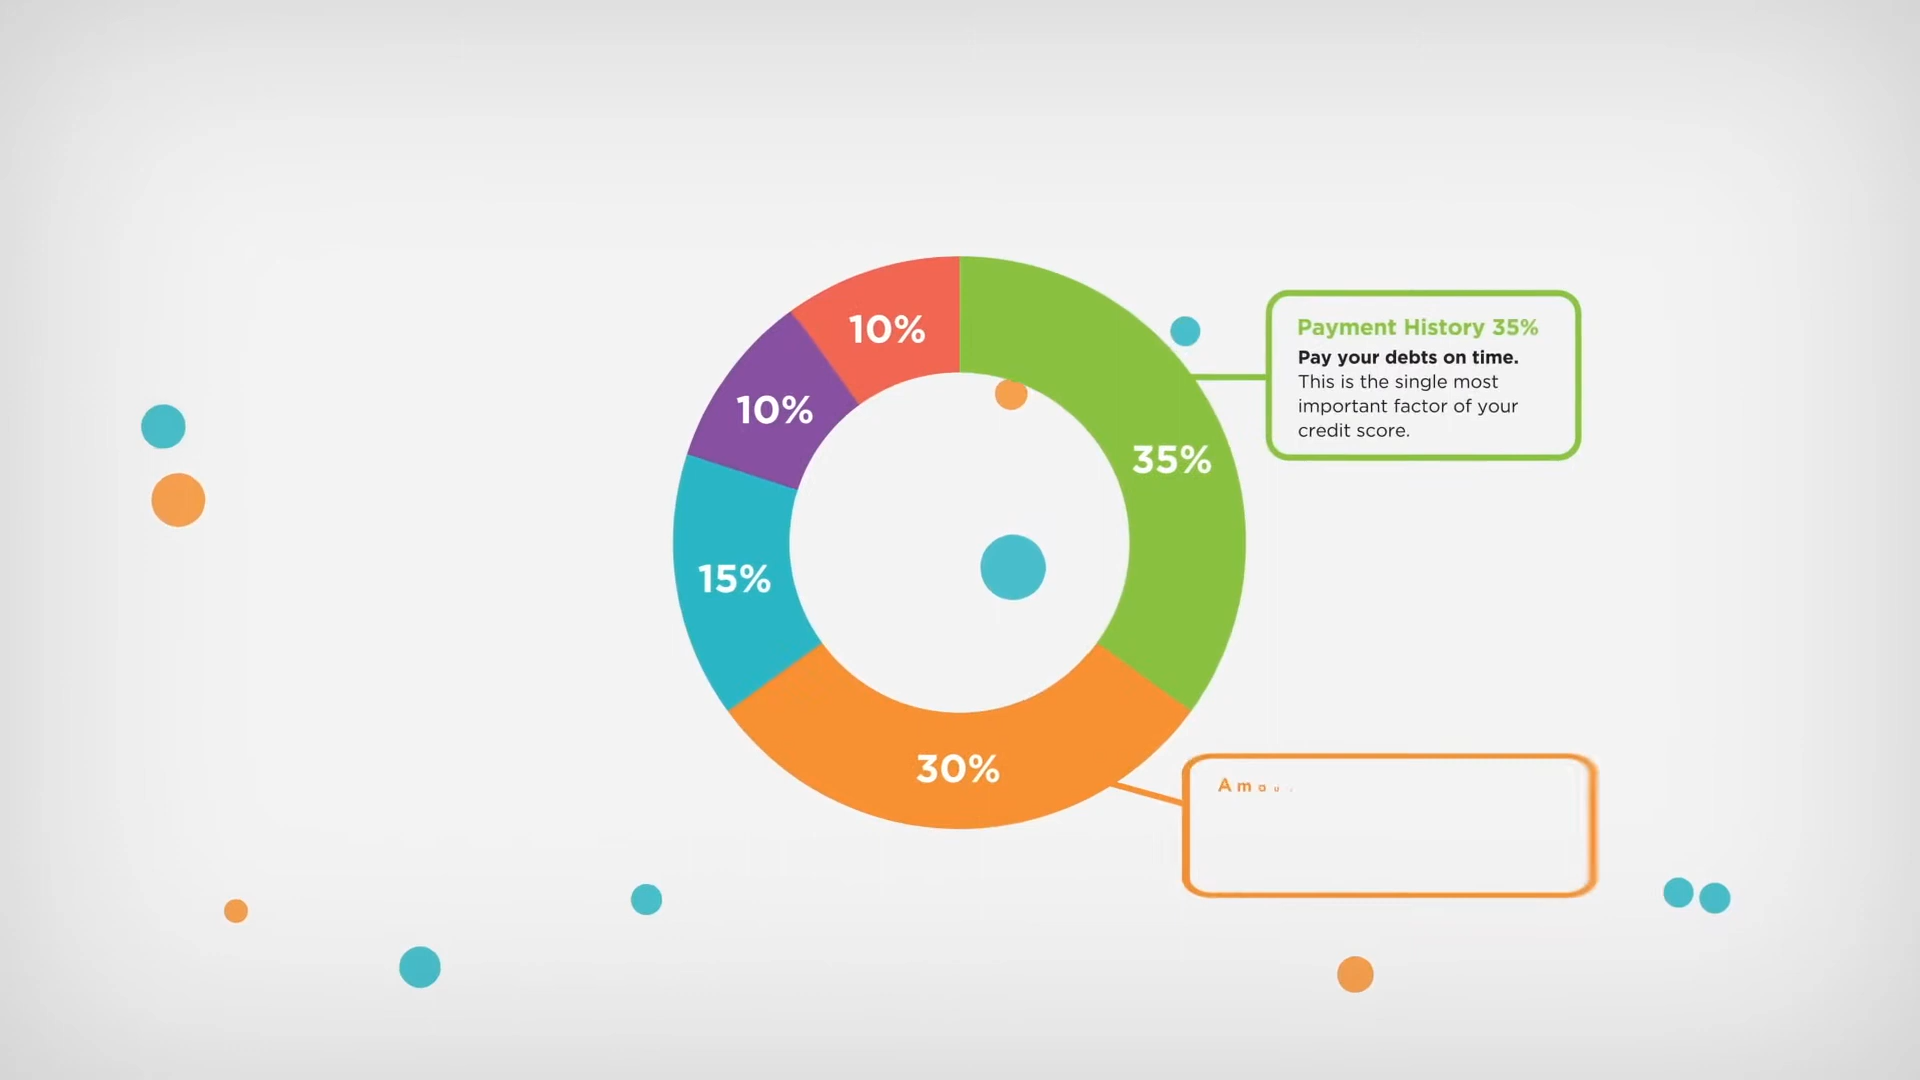 10%
10%
35%
15%
30%
Payment History 35%
Pay your debts on time.
This is the single most
important factor of your
credit score.
Amou